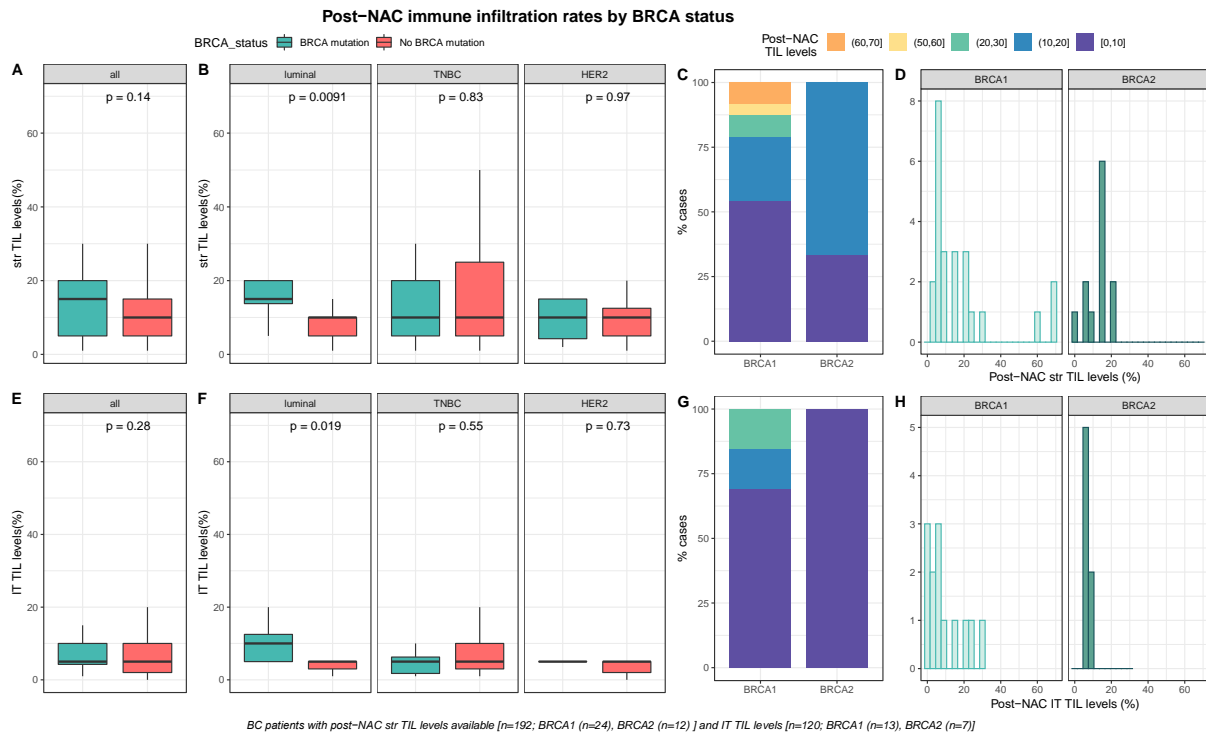 Post−NAC immune infiltration rates by BRCA status
BRCA_status BRCA mutation No BRCA mutation
Post−NAC
TIL levels
(60,70] (50,60] (20,30] (10,20] [0,10]
A
all
p = 0.14
str TIL levels(%)
60
40
20
0
B
luminal TNBC HER2
p = 0.0091 p = 0.83 p = 0.97
str TIL levels(%)
60
40
20
0
C
% cases
100
75
50
25
0
BRCA1 BRCA2
D
BRCA1 BRCA2
8
6
4
2
0
0 20 40 60 0 20 40 60
Post−NAC str TIL levels (%)
E
all
p = 0.28
IT TIL levels(%)
60
40
20
0
F
luminal TNBC HER2
p = 0.019 p = 0.55 p = 0.73
IT TIL levels(%)
60
40
20
0
G
% cases
100
75
50
25
0
BRCA1 BRCA2
H
BRCA1 BRCA2
5
4
3
2
1
0
0 20 40 60 0 20 40 60
Post−NAC IT TIL levels (%)
BC patients with post−NAC str TIL levels available [n=192; BRCA1 (n=24), BRCA2 (n=12) ] and IT TIL levels [n=120; BRCA1 (n=13), BRCA2 (n=7)]